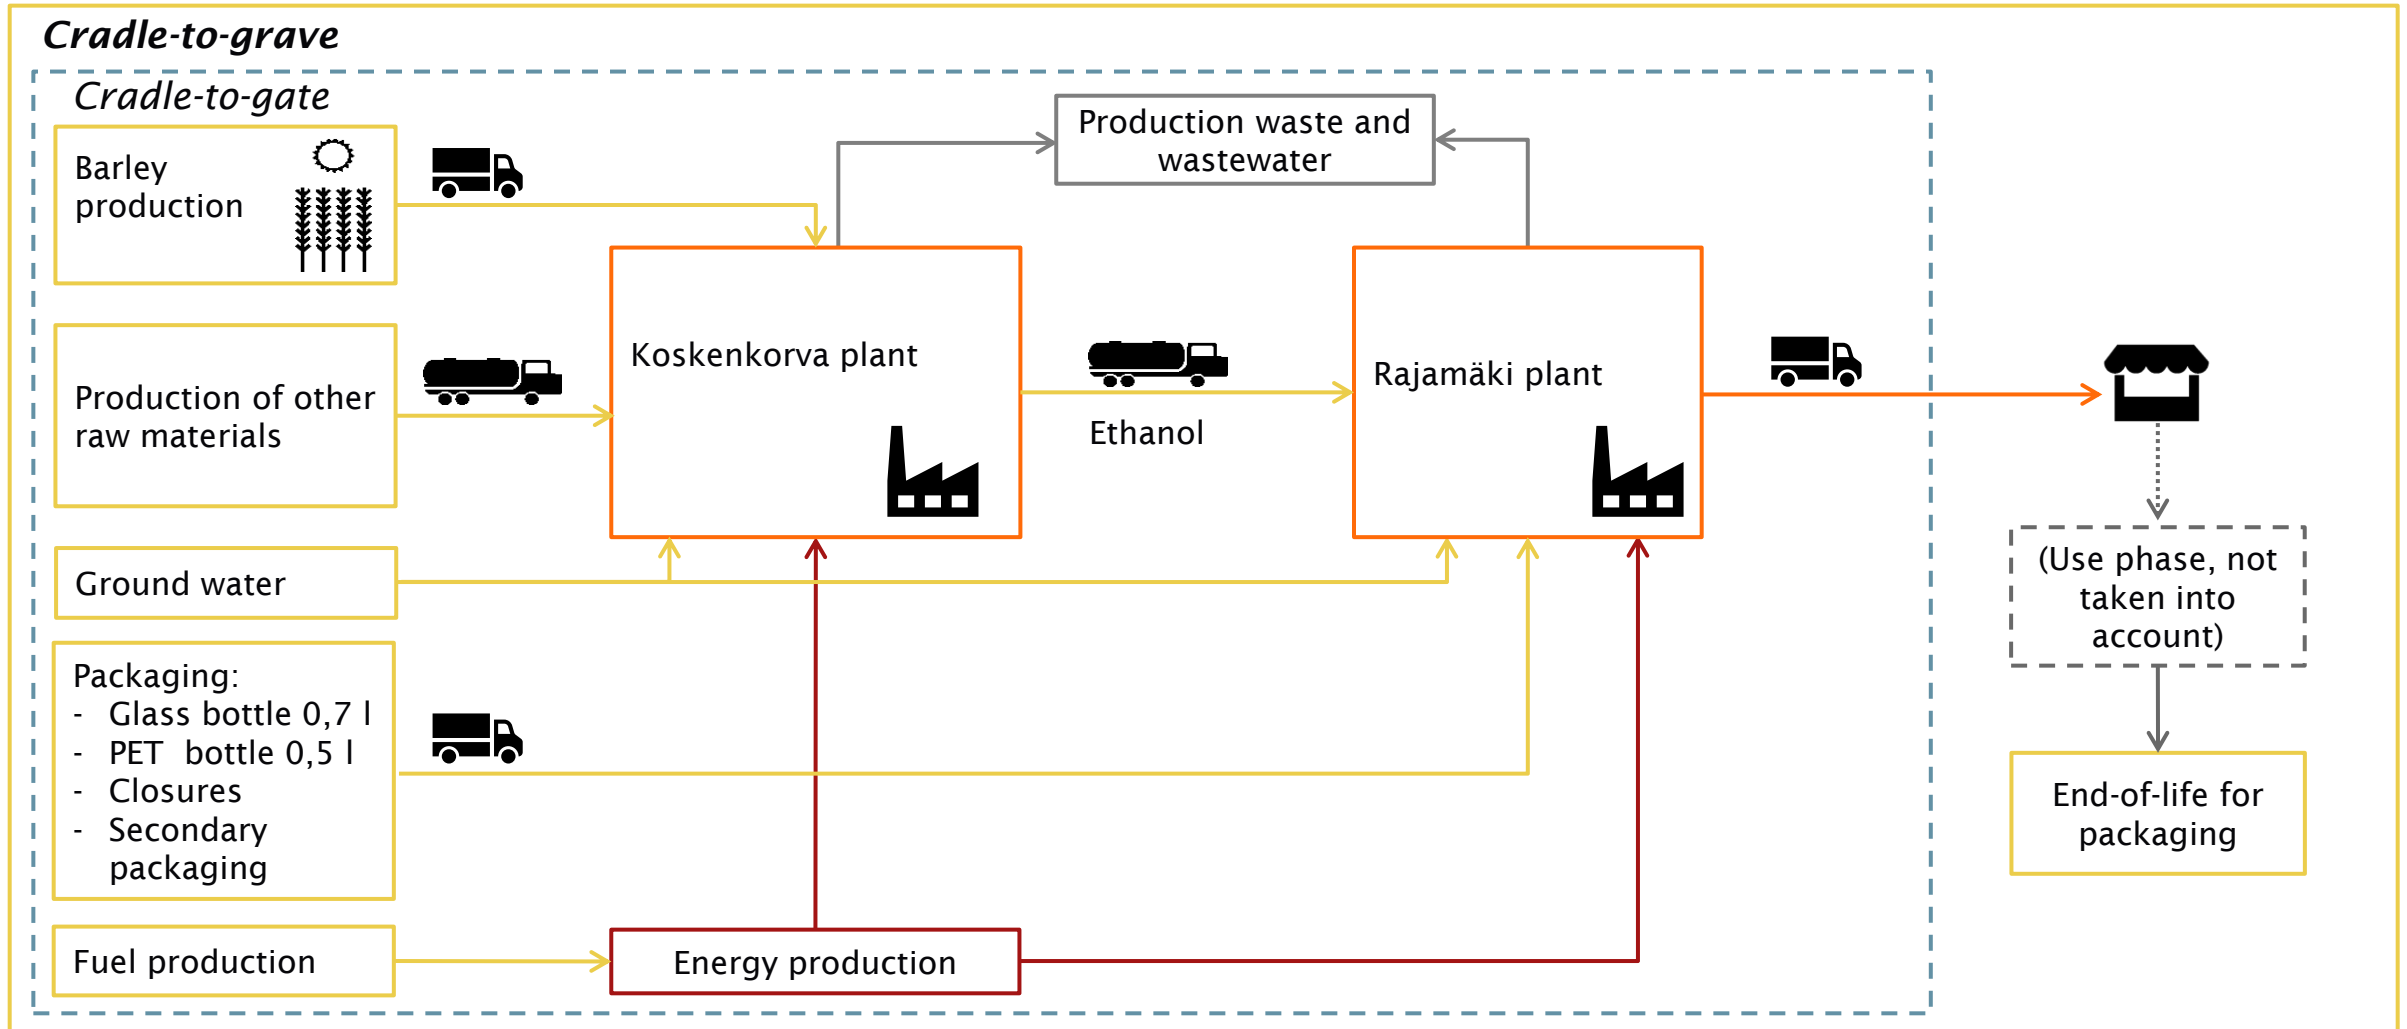 Cradle-to-grave
Cradle-to-gate
Barley
production
Production of other
raw materials
Ground water
Packaging:
- Glass bottle 0,7 l
- PET bottle 0,5 l
- Closures
- Secondary
packaging
Fuel production
Production waste and
wastewater
Koskenkorva plant
Ethanol
Rajamäki plant
Energy production
(Use phase, not
taken into
account)
End-of-life for
packaging